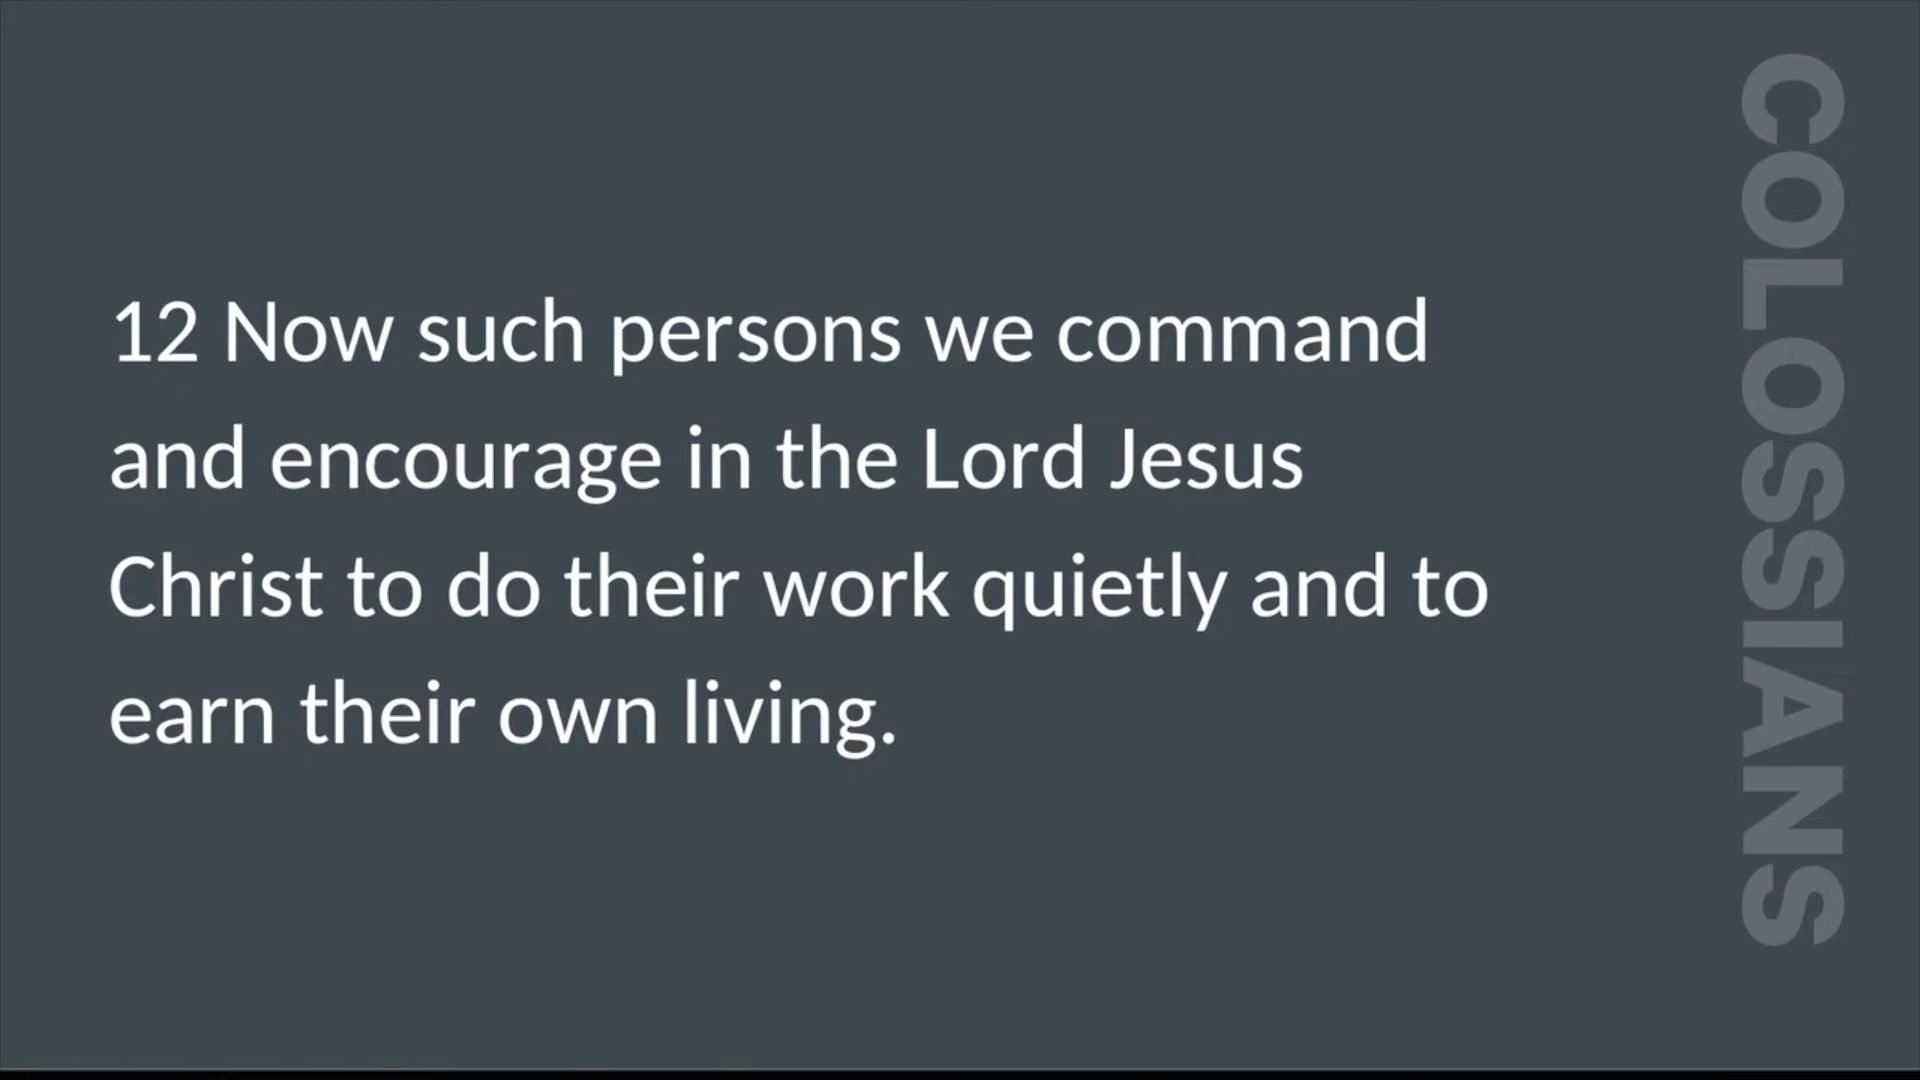 12 Now such persons we command
and encourage in the Lord Jesus
Christ to do their work quietly and to
earn their own living.
COLOSSIANS